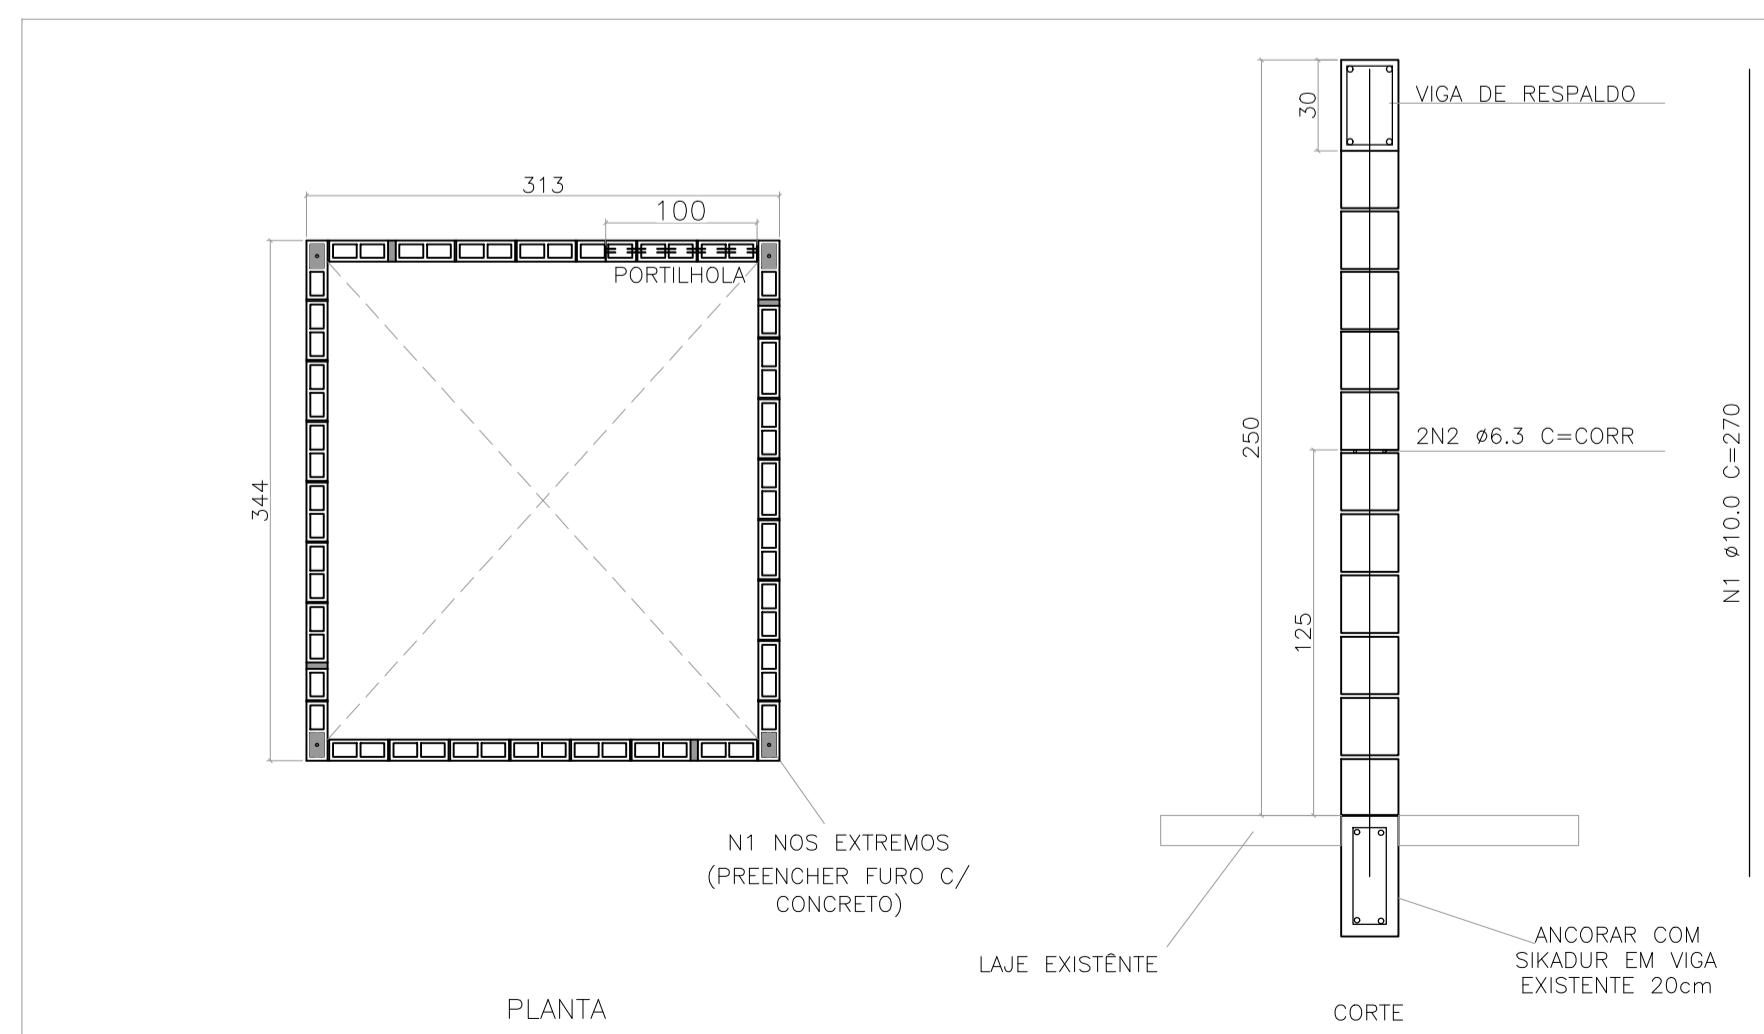 313
100
PORTILHOLA
344
N1 NOS EXTREMOS
(PREENCHER FURO C/
CONCRETO)
PLANTA
30
VIGA DE RESPALDO
250
2N2 ø6.3 C=CORR
125
N1 ø10.0 C=270
LAJE EXISTÊNTE
ANCORAR COM
SIKADUR EM VIGA
EXISTENTE 20cm
CORTE